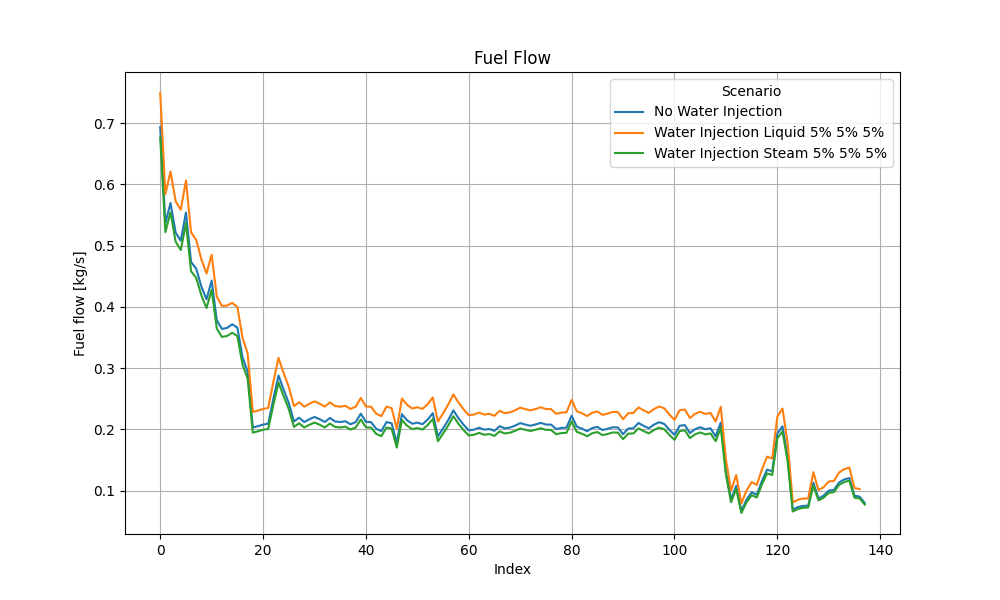 Fuel Flow
Scenario
No Water Injection
Water Injection Liquid 5% 5% 5%
Water Injection Steam 5% 5% 5%
Fuel flow [kg/s]
0.7
0.6
0.5
0.4
0.3
0.2
0.1
0 20 40 60 80 100 120 140
Index